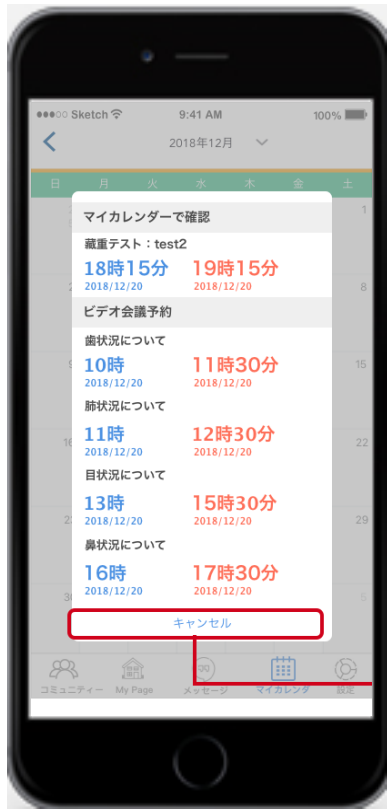 Sketch 9:41 AM 100%
2018年12月
日 月 火 水 木 金 土
1
マイカレンダーで確認
蔵重テスト：test2
18時15分 19時15分
2018/12/20 2018/12/20
8
ビデオ会議予約
歯状況について
10時 11時30分
2018/12/20 2018/12/20
15
肺状況について
11時 12時30分
2018/12/20 2018/12/20
22
目状況について
13時 15時30分
2018/12/20 2018/12/20
29
鼻状況について
16時 17時30分
2018/12/20 2018/12/20
5
キャンセル
コミュニティー My Page メッセージ マイカレンダ 設定